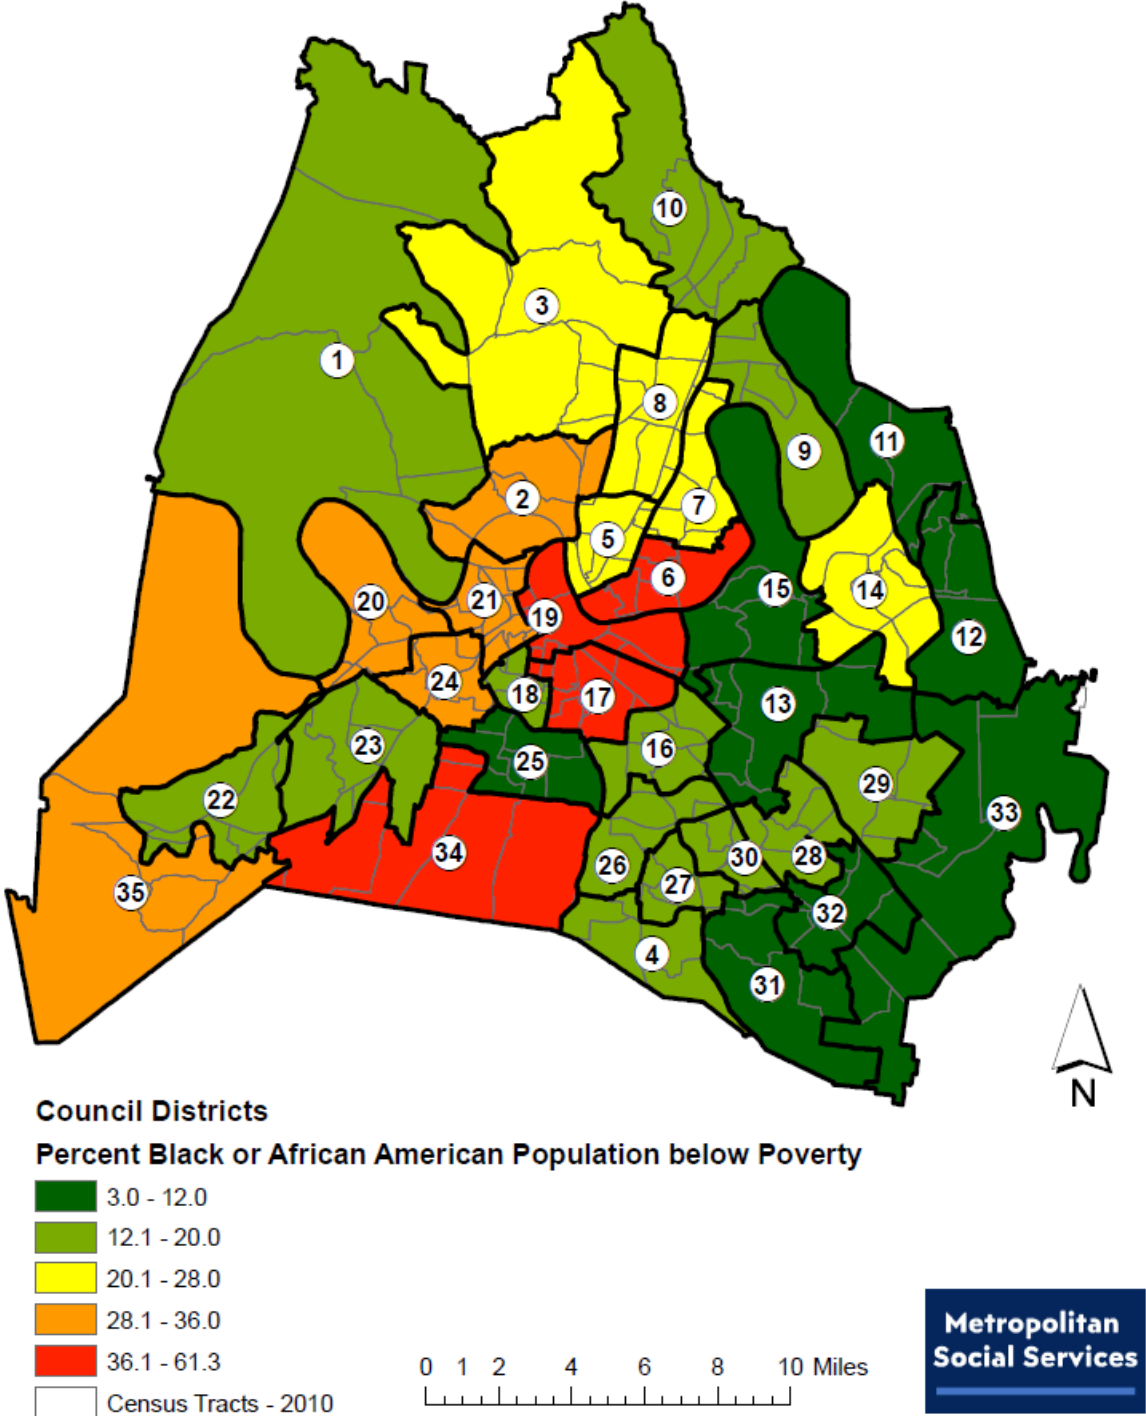 10
3
1
8
11
9
2
7
5
6
14
15
20
21
19
12
24
18
17
13
23
16
25
29
22
33
34
30
28
26
27
35
32
4
31
N
Council Districts
Percent Black or African American Population below Poverty
3.0 - 12.0
12.1 - 20.0
20.1 - 28.0
28.1 - 36.0
36.1 - 61.3
Census Tracts - 2010
0 1 2 4 6 8 10 Miles
Metropolitan
Social Services